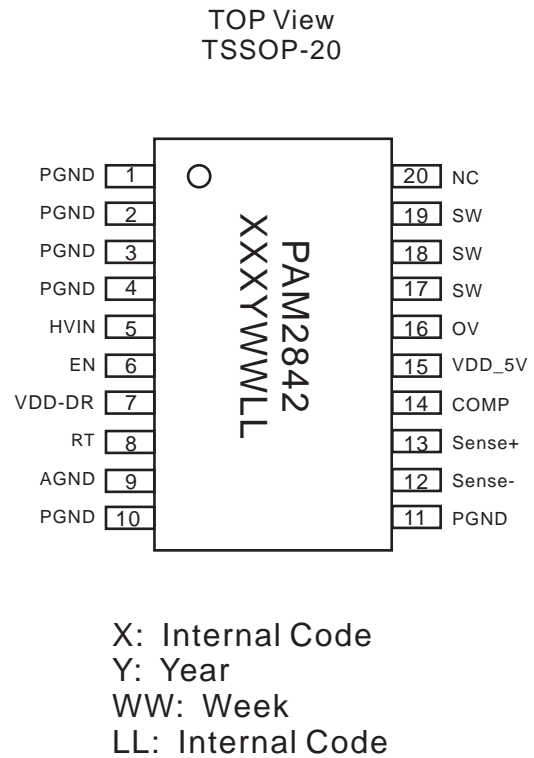 TOP View
TSSOP-20
PGND 1
PGND 2
PGND 3
PGND 4
HVIN 5
EN 6
VDD-DR 7
RT 8
AGND 9
PGND 10
PAM2842
XXXYWWLL
20 NC
19 SW
18 SW
17 SW
16 OV
15 VDD_5V
14 COMP
13 Sense+
12 Sense-
11 PGND
X: Internal Code
Y: Year
WW: Week
LL: Internal Code